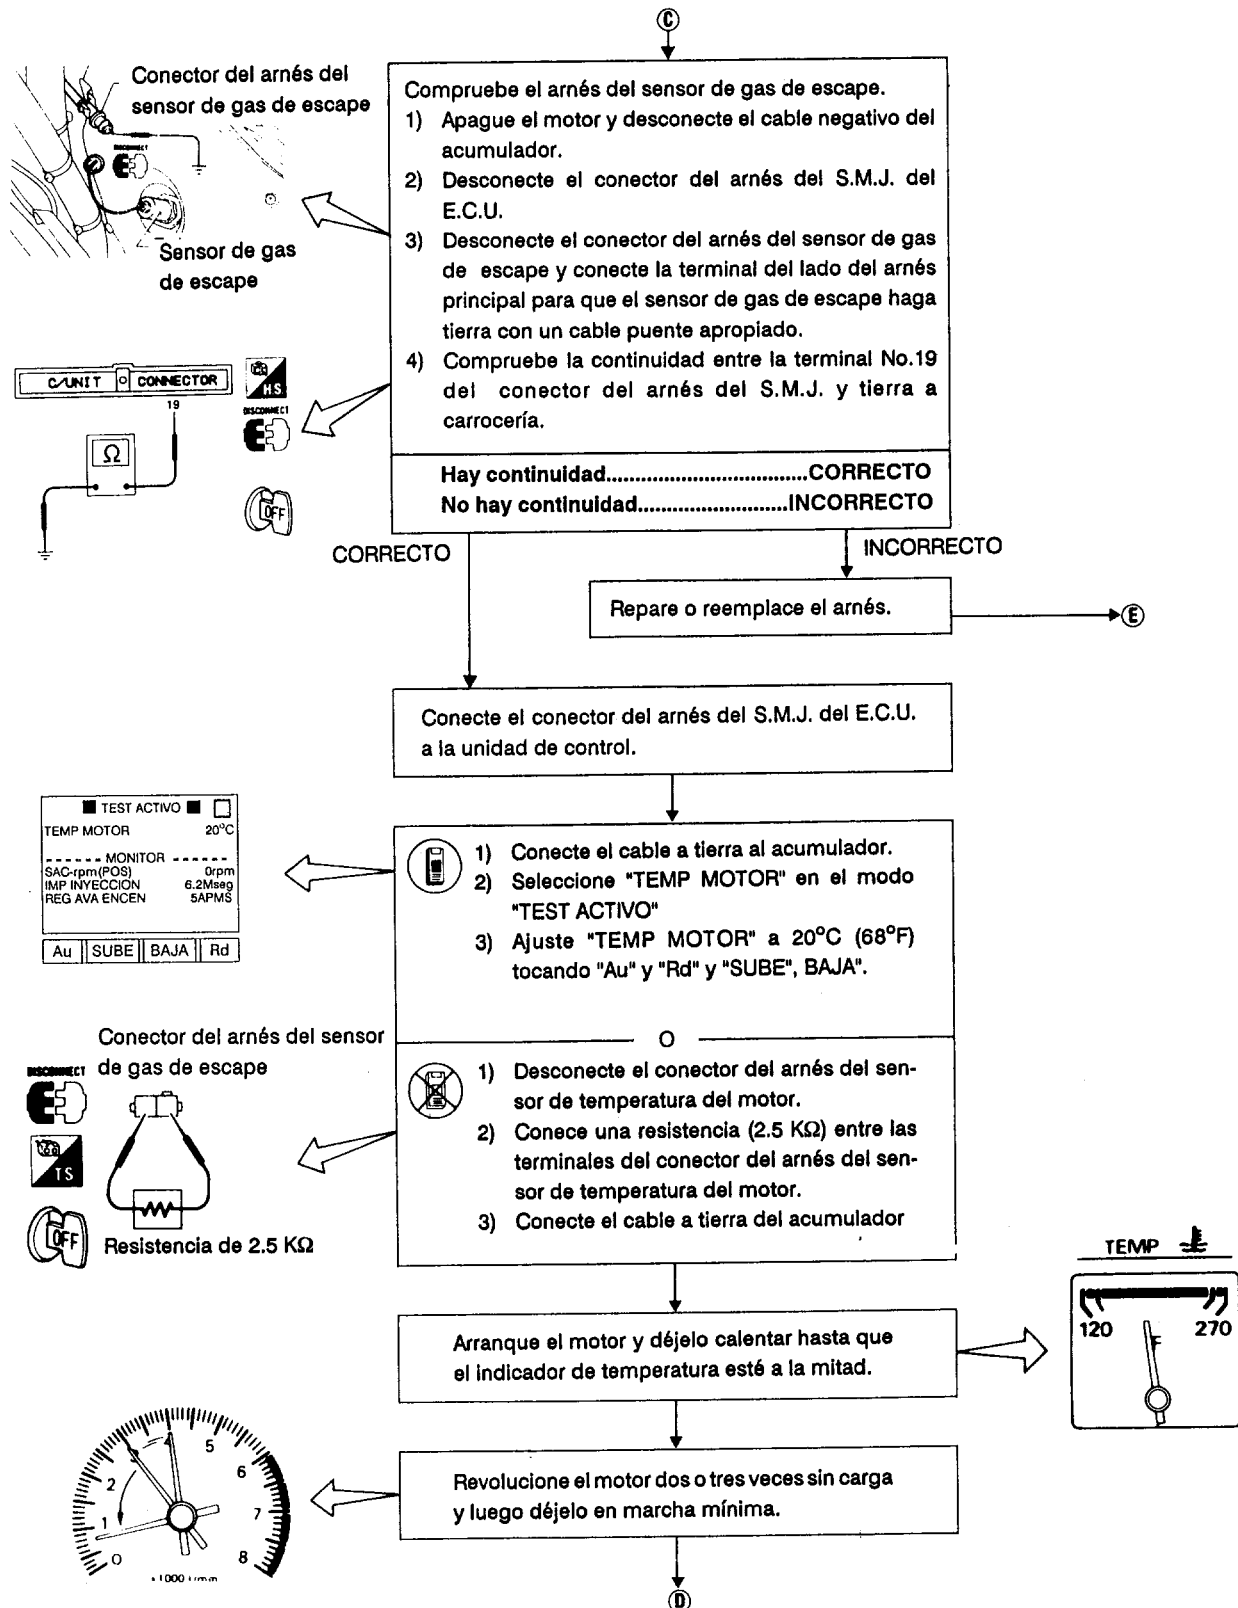 C
Conector del arnés del
sensor de gas de escape
DISCONNECT
Sensor de gas
de escape
Compruebe el arnés del sensor de gas de escape.
1) Apague el motor y desconecte el cable negativo del
acumulador.
2) Desconecte el conector del arnés del S.M.J. del
E.C.U.
3) Desconecte el conector del arnés del sensor de gas
de escape y conecte la terminal del lado del arnés
principal para que el sensor de gas de escape haga
tierra con un cable puente apropiado.
4) Compruebe la continuidad entre la terminal No.19
del conector del arnés del S.M.J. y tierra a
carrocería.
Hay continuidad...................................CORRECTO
No hay continuidad..........................INCORRECTO
C/UNIT CONNECTOR
19
Ω
H.S
DISCONNECT
OFF
CORRECTO
INCORRECTO
Repare o reemplace el arnés.
E
Conecte el conector del arnés del S.M.J. del E.C.U.
a la unidad de control.
TEST ACTIVO
TEMP MOTOR 20°C
------ MONITOR ------
SAC-rpm(POS) 0rpm
IMP INYECCION 6.2Mseg
REG AVA ENCEN 5APMS
Au SUBE BAJA Rd
1) Conecte el cable a tierra al acumulador.
2) Seleccione "TEMP MOTOR" en el modo
"TEST ACTIVO"
3) Ajuste "TEMP MOTOR" a 20°C (68°F)
tocando "Au" y "Rd" y "SUBE", BAJA".
O
Conector del arnés del sensor
de gas de escape
DISCONNECT
TS
OFF
Resistencia de 2.5 KΩ
1) Desconecte el conector del arnés del sen-
sor de temperatura del motor.
2) Conece una resistencia (2.5 KΩ) entre las
terminales del conector del arnés del sen-
sor de temperatura del motor.
3) Conecte el cable a tierra del acumulador
Arranque el motor y déjelo calentar hasta que
el indicador de temperatura esté a la mitad.
TEMP
120 270
F
Revolucione el motor dos o tres veces sin carga
y luego déjelo en marcha mínima.
0 1 2 3 4 5 6 7 8
D